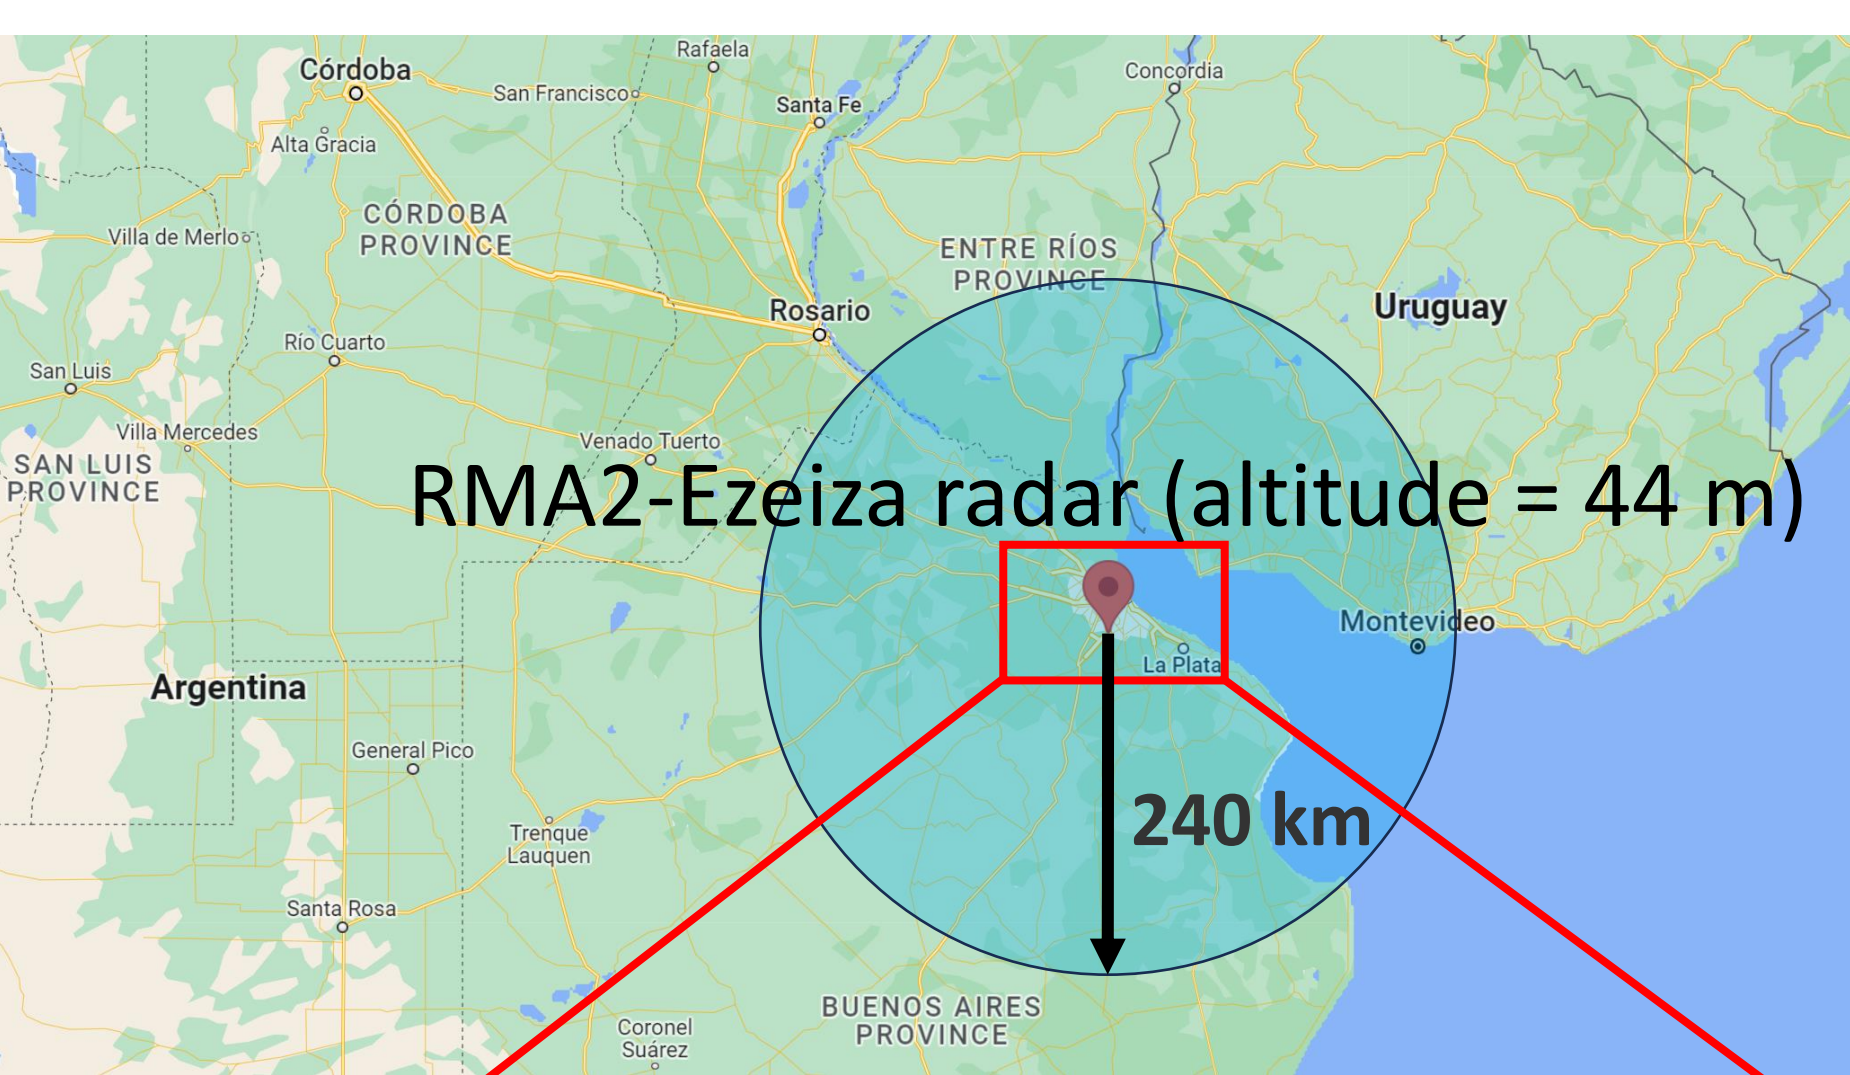 Rafaela
Córdoba
Concordia
San Francisco
Santa Fe
Alta Gracia
CÓRDOBA
PROVINCE
Villa de Merlo
ENTRE RÍOS
PROVINCE
Rosario
Uruguay
Río Cuarto
San Luis
Villa Mercedes
Venado Tuerto
SAN LUIS
PROVINCE
RMA2-Ezeiza radar (altitude = 44 m)
Montevideo
La Plata
Argentina
General Pico
240 km
Trenque
Lauquen
Santa Rosa
BUENOS AIRES
PROVINCE
Coronel
Suárez